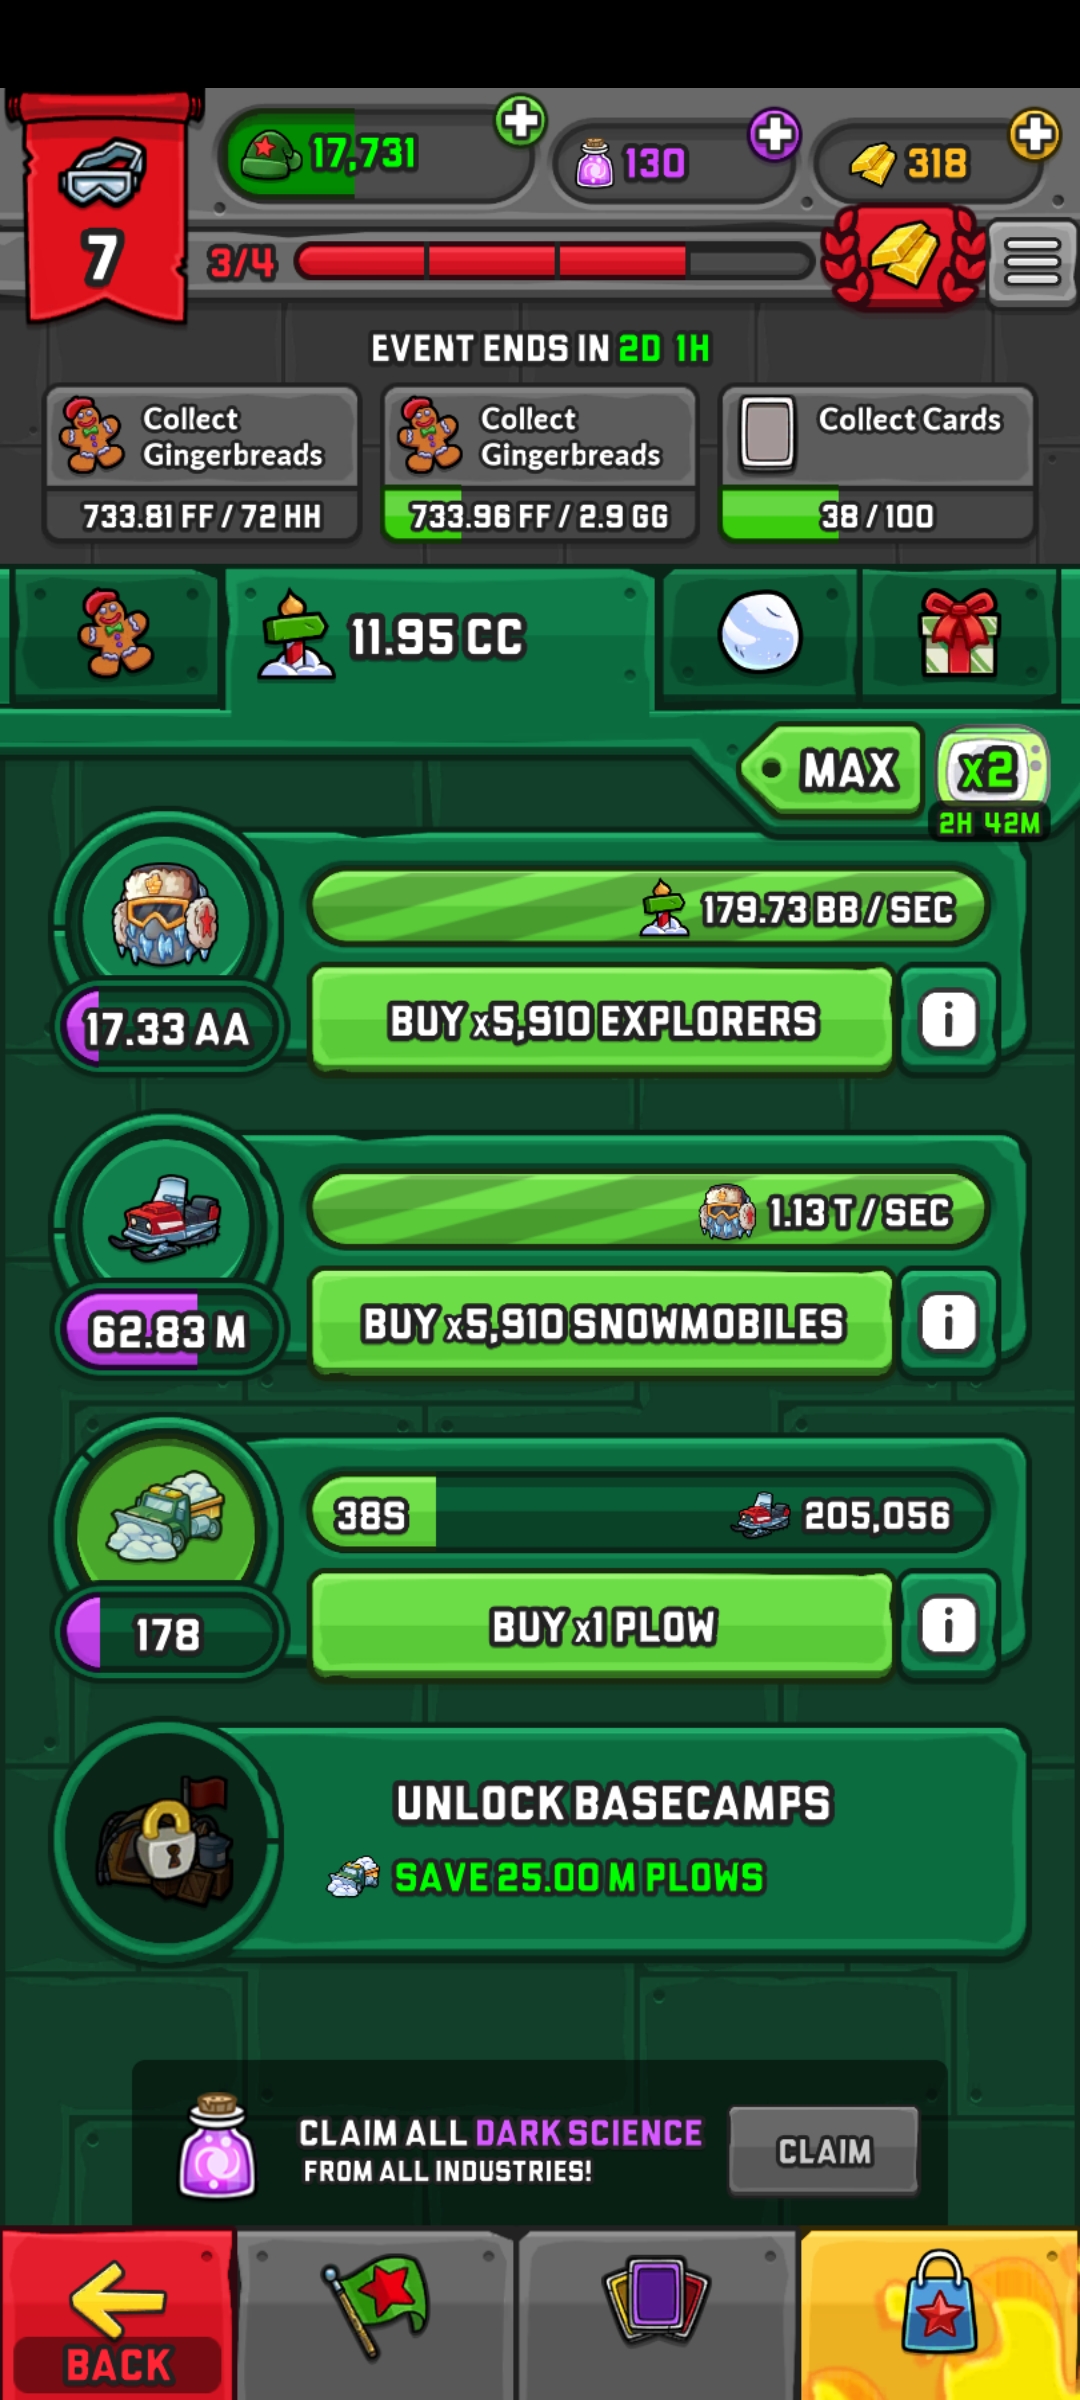 17,731
130
318
7
3/4
EVENT ENDS IN 2D 1H
Collect
Gingerbreads
733.81 FF / 72 HH
Collect
Gingerbreads
733.96 FF / 2.9 GG
Collect Cards
38 / 100
11.95 CC
MAX
x2
2H 42M
179.73 BB / SEC
17.33 AA
BUY x5,910 EXPLORERS
i
1.13 T / SEC
62.83 M
BUY x5,910 SNOWMOBILES
i
38S
205,056
178
BUY x1 PLOW
i
UNLOCK BASECAMPS
SAVE 25.00 M PLOWS
CLAIM ALL DARK SCIENCE
FROM ALL INDUSTRIES!
CLAIM
BACK